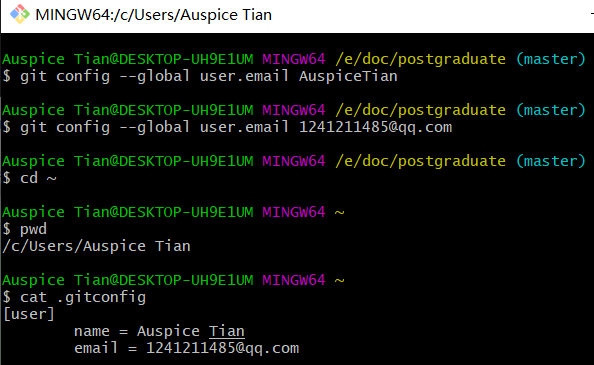 MINGW64:/c/Users/Auspice Tian
Auspice Tian@DESKTOP-UH9E1UM MINGW64 /e/doc/postgraduate (master)
$ git config --global user.email AuspiceTian
Auspice Tian@DESKTOP-UH9E1UM MINGW64 /e/doc/postgraduate (master)
$ git config --global user.email 1241211485@qq.com
Auspice Tian@DESKTOP-UH9E1UM MINGW64 /e/doc/postgraduate (master)
$ cd ~
Auspice Tian@DESKTOP-UH9E1UM MINGW64 ~
$ pwd
/c/Users/Auspice Tian
Auspice Tian@DESKTOP-UH9E1UM MINGW64 ~
$ cat .gitconfig
[user]
name = Auspice Tian
email = 1241211485@qq.com